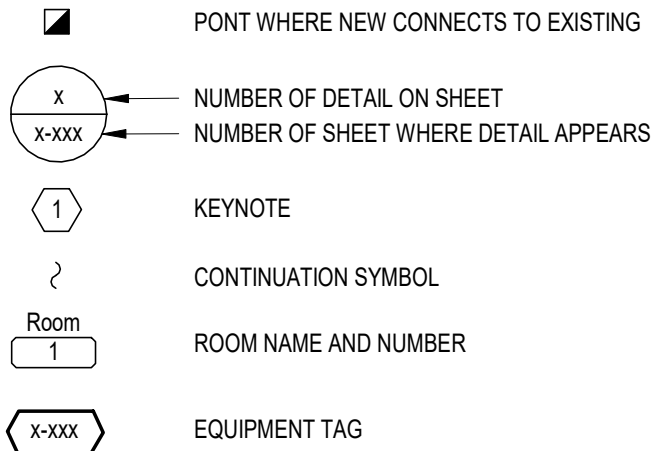 PONT WHERE NEW CONNECTS TO EXISTING
x
NUMBER OF DETAIL ON SHEET
x-xxx
NUMBER OF SHEET WHERE DETAIL APPEARS
1
KEYNOTE
CONTINUATION SYMBOL
Room
1
ROOM NAME AND NUMBER
x-xxx
EQUIPMENT TAG